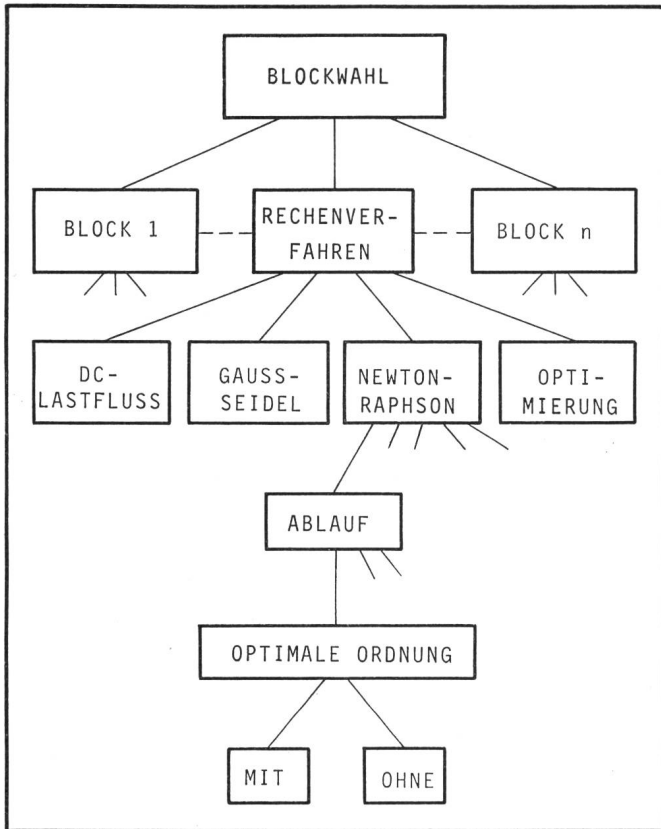 BLOCKWAHL
BLOCK 1
RECHENVER-
FAHREN
BLOCK n
DC-
LASTFLUSS
GAUSS-
SEIDEL
NEWTON-
RAPHSON
OPTI-
MIERUNG
ABLAUF
OPTIMALE ORDNUNG
MIT
OHNE